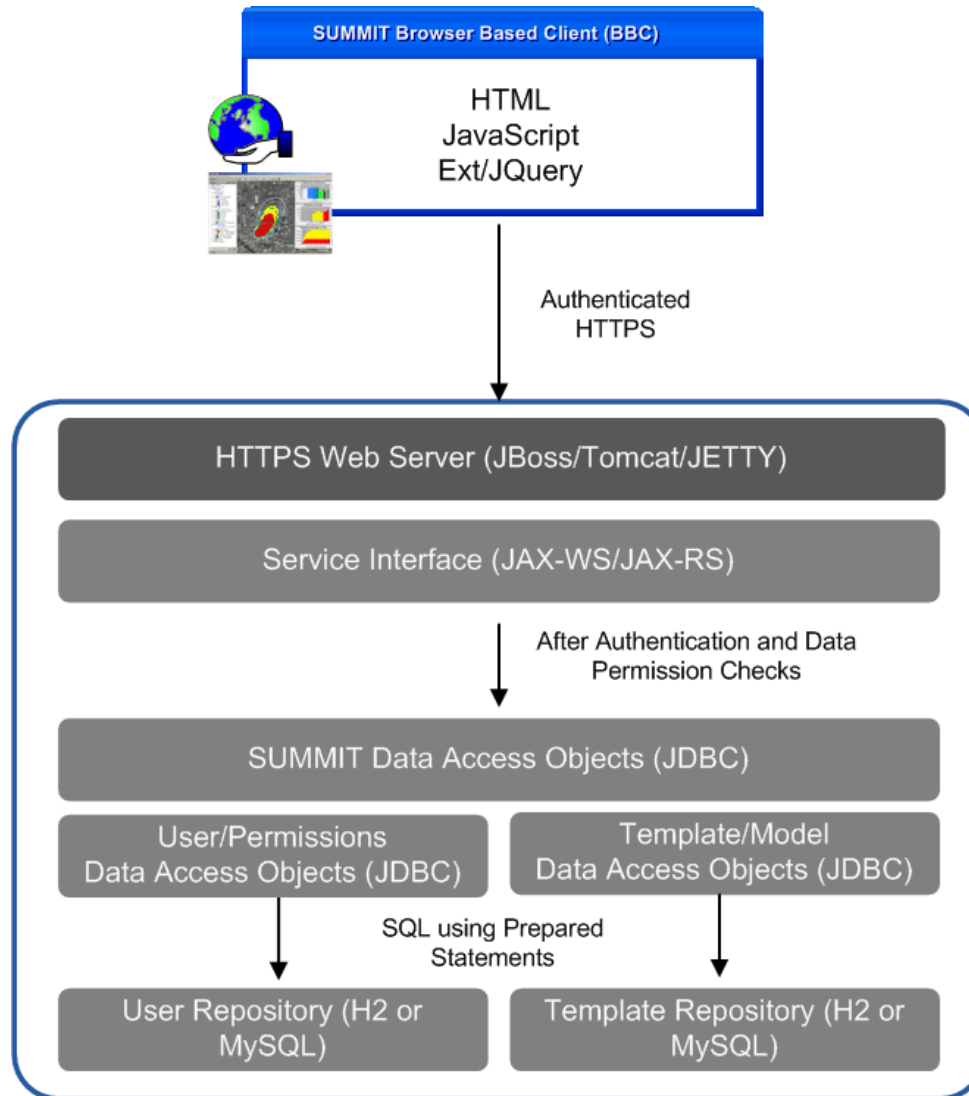 SUMMIT Browser Based Client (BBC)
HTML
JavaScript
Ext/JQuery
Authenticated
HTTPS
HTTPS Web Server (JBoss/Tomcat/JETTY)
Service Interface (JAX-WS/JAX-RS)
After Authentication and Data
Permission Checks
SUMMIT Data Access Objects (JDBC)
User/Permissions
Data Access Objects (JDBC)
Template/Model
Data Access Objects (JDBC)
SQL using Prepared
Statements
User Repository (H2 or
MySQL)
Template Repository (H2 or
MySQL)